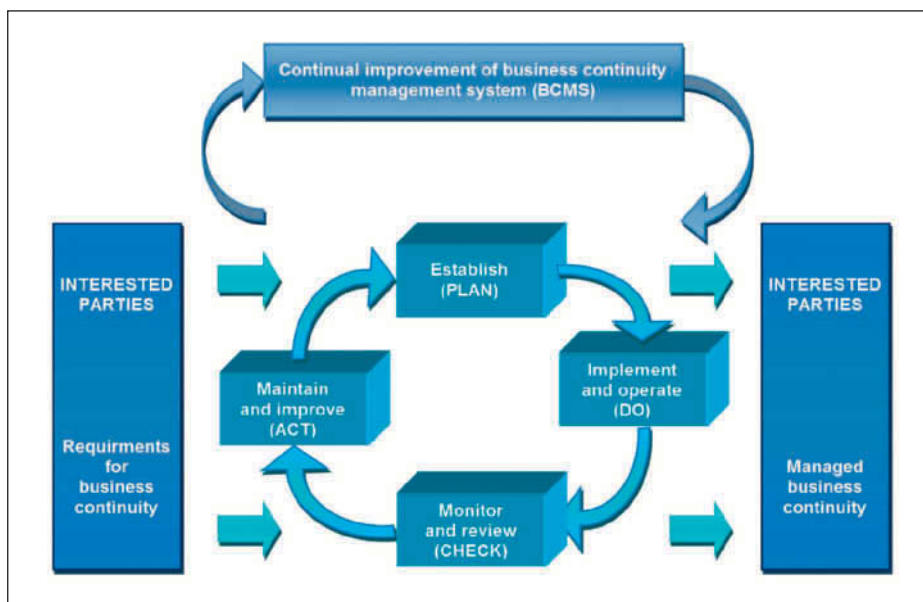 Continual improvement of business continuity
management system (BCMS)
INTERESTED
PARTIES
Requirments
for
business
continuity
Establish
(PLAN)
Implement
and operate
(DO)
Monitor
and review
(CHECK)
Maintain
and improve
(ACT)
INTERESTED
PARTIES
Managed
business
continuity